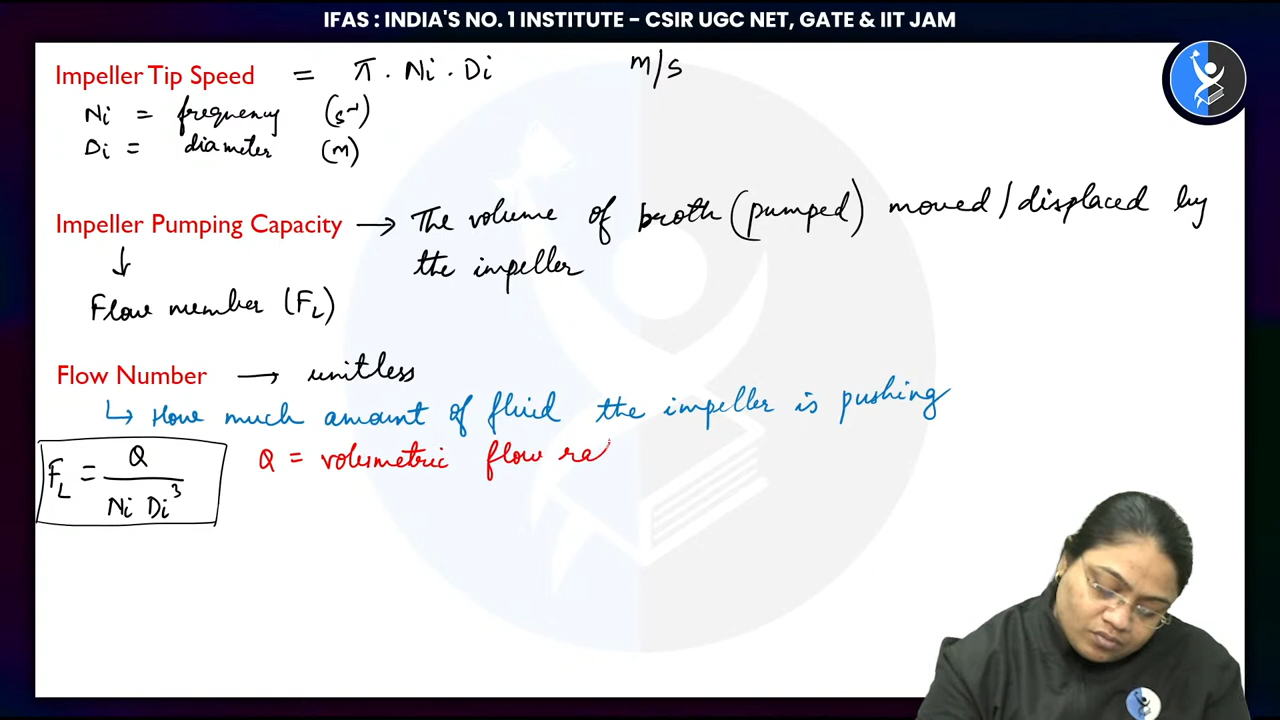 IFAS : INDIA'S NO. 1 INSTITUTE - CSIR UGC NET, GATE & IIT JAM
Impeller Tip Speed = π . Ni . Di m/s
Ni = frequency (s⁻¹)
Di = diameter (m)
Impeller Pumping Capacity → The volume of broth (pumped) moved/displaced by
the impeller
↓
Flow member (FL)
Flow Number → unitless
↳ How much amount of fluid the impeller is pushing
FL = Q / Ni Di³
Q = volumetric flow ra